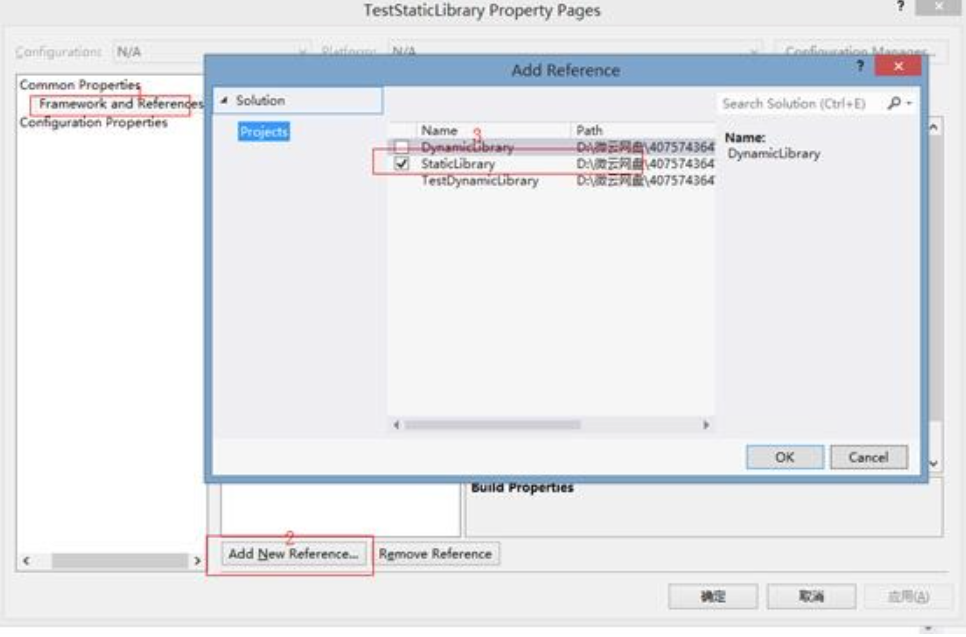 TestStaticLibrary Property Pages
?
Configuration: N/A Platform: N/A Configuration Manager...
Add Reference
?
Common Properties
1
Framework and References
Configuration Properties
Solution
Search Solution (Ctrl+E)
Projects
Name Path
3
DynamicLibrary D:\微云网盘\407574364
StaticLibrary D:\微云网盘\407574364
TestDynamicLibrary D:\微云网盘\407574364
Name:
DynamicLibrary
OK Cancel
Build Properties
2
Add New Reference... Remove Reference
确定 取消 应用(A)